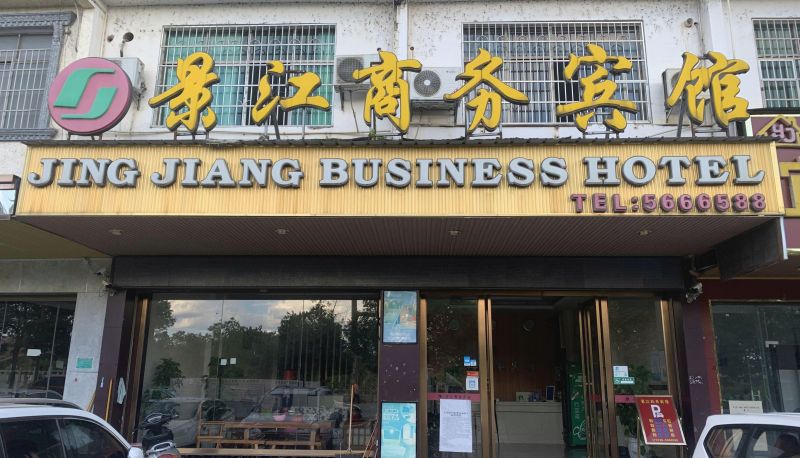 景江商务宾馆
JING JIANG BUSINESS HOTEL
TEL:5666588
P